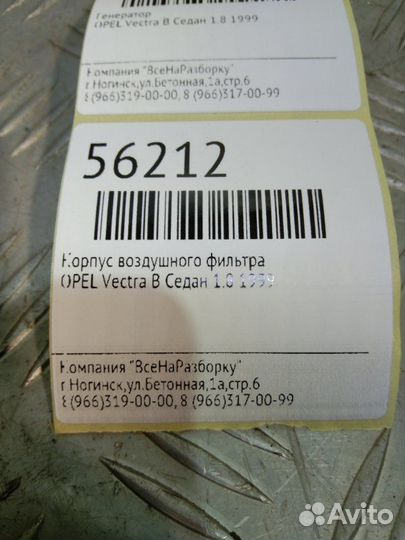 Генератор
OPEL Vectra B Седан 1.8 1999
Компания "ВсеНаРазборку"
г.Ногинск,ул.Бетонная,1а,стр.6
8(966)319-00-00, 8 (966)317-00-99
56212
Корпус воздушного фильтра
OPEL Vectra B Седан 1.8 1999
Компания "ВсеНаРазборку"
г.Ногинск,ул.Бетонная,1а,стр.6
8(966)319-00-00, 8 (966)317-00-99
Avito